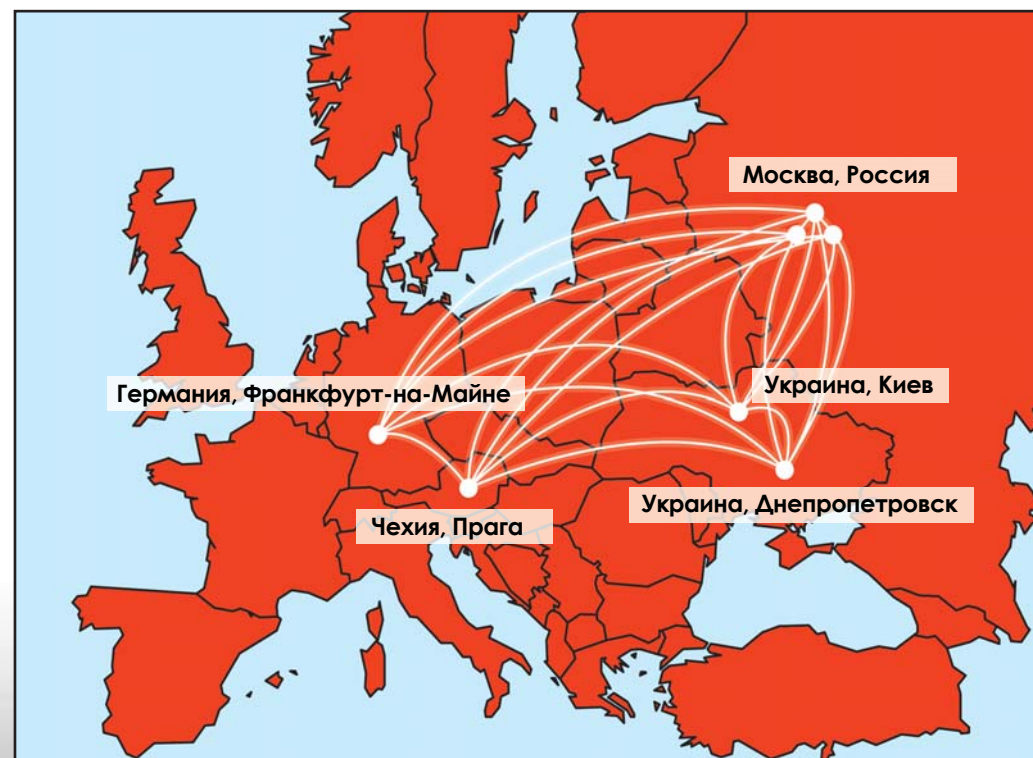 Москва, Россия
Украина, Киев
Германия, Франкфурт-на-Майне
Украина, Днепропетровск
Чехия, Прага